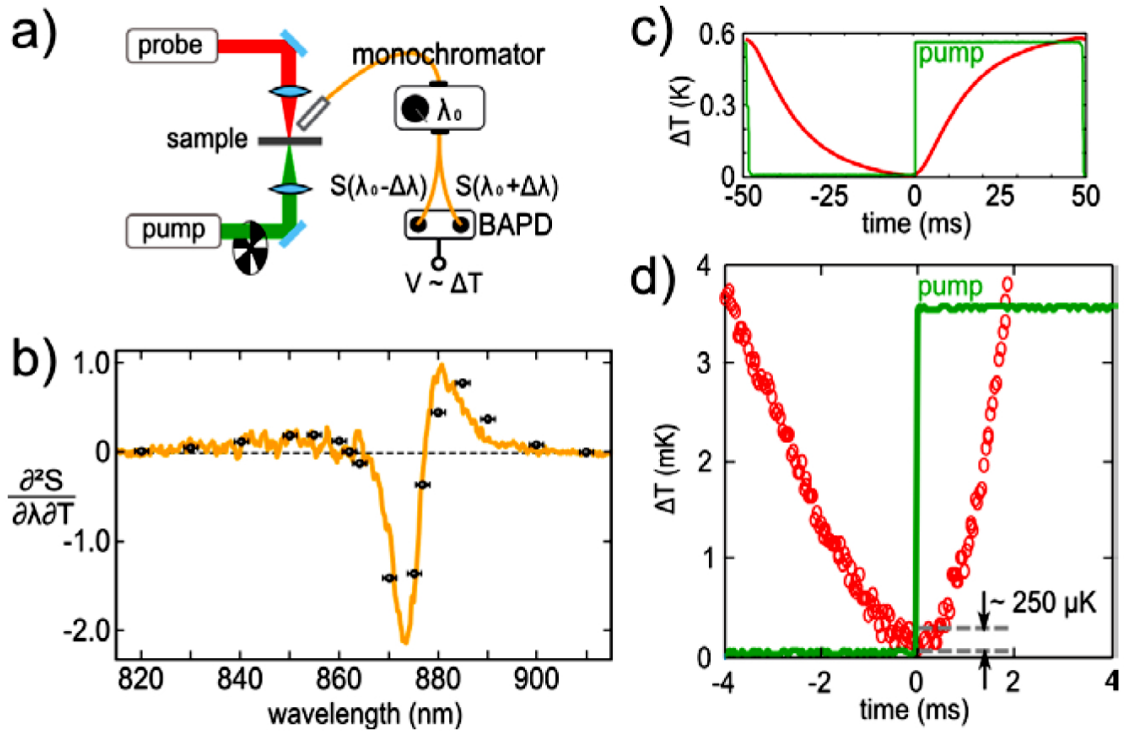 a)
probe
monochromator
λ₀
sample
S(λ₀-Δλ) S(λ₀+Δλ)
pump
BAPD
V ~ ΔT
b)
1.0
0
-1.0
-2.0
∂²S
∂λ∂T
820 840 860 880 900
wavelength (nm)
c)
0.6
0.3
0
ΔT (K)
pump
-50 -25 0 25 50
time (ms)
d)
4
3
2
1
0
ΔT (mK)
pump
~ 250 µK
-4 -2 0 2 4
time (ms)